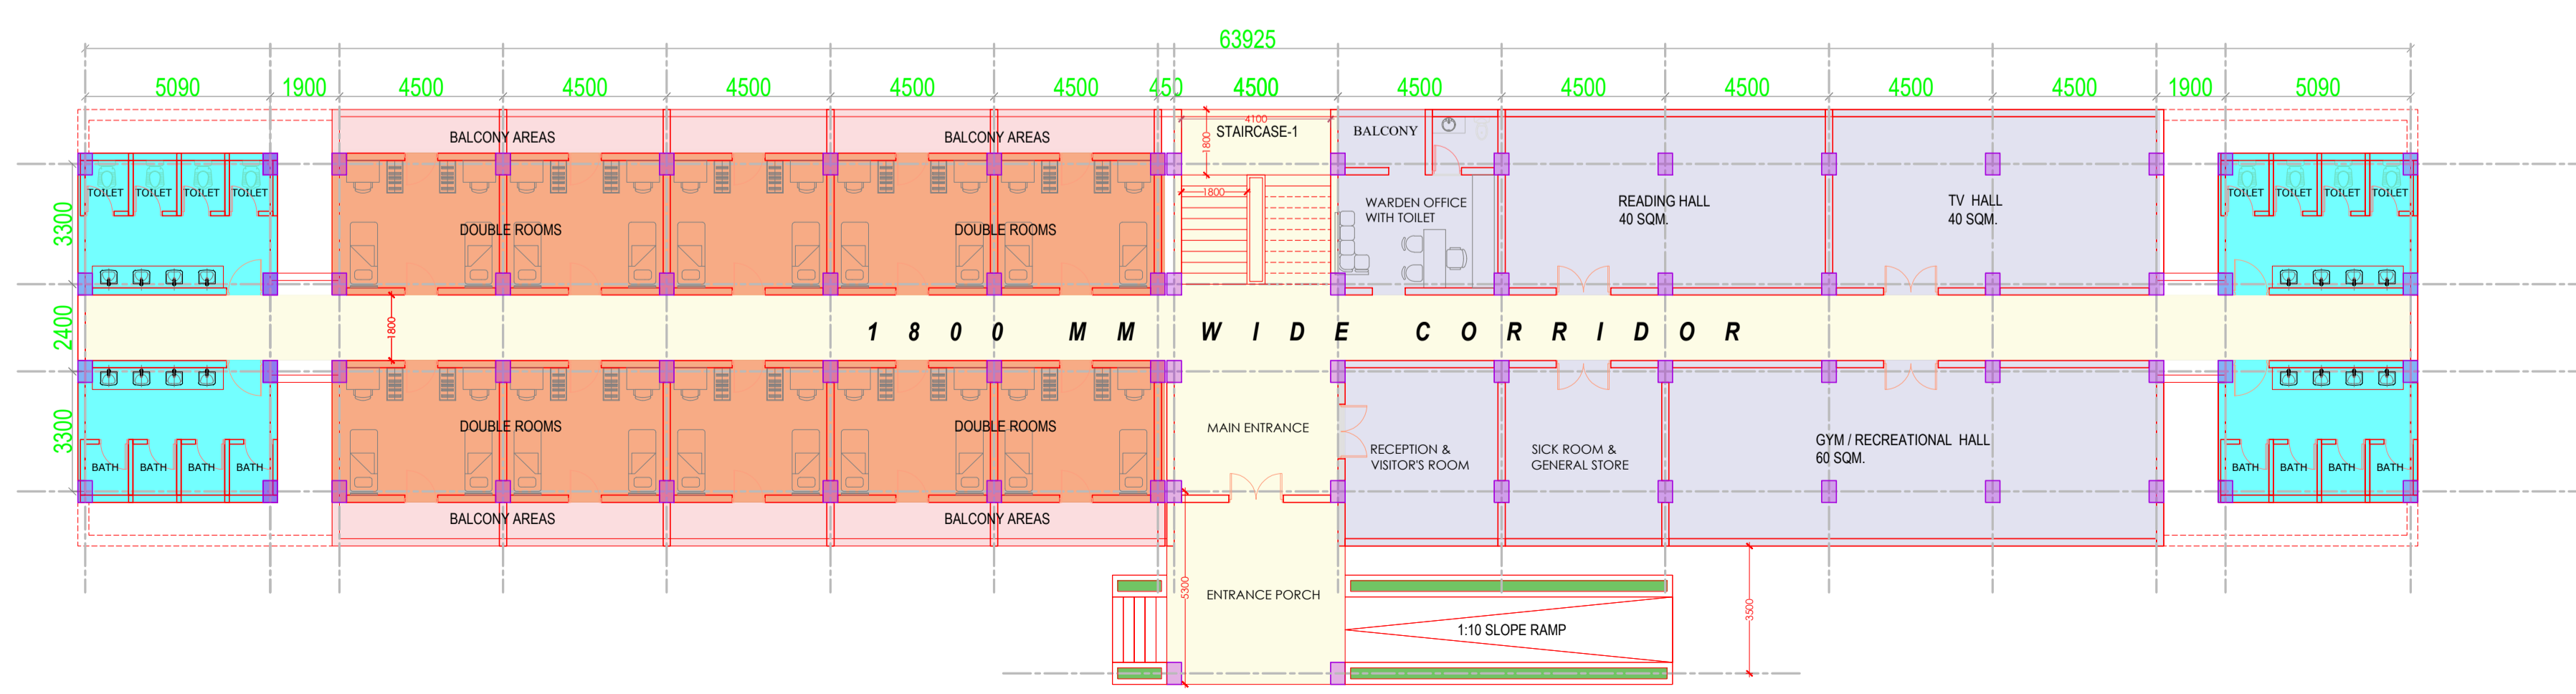 63925
5090 1900 4500 4500 4500 4500 4500 450 4500 4500 4500 4500 4500 4500 1900 5090
BALCONY AREAS BALCONY AREAS
4100
STAIRCASE-1
1800
BALCONY
TOILET TOILET TOILET TOILET
1800
3300
DOUBLE ROOMS DOUBLE ROOMS
WARDEN OFFICE
WITH TOILET
READING HALL
40 SQM.
TV HALL
40 SQM.
TOILET TOILET TOILET TOILET
2400
1800
1800 MM WIDE CORRIDOR
3300
DOUBLE ROOMS DOUBLE ROOMS
MAIN ENTRANCE
RECEPTION &
VISITOR'S ROOM
SICK ROOM &
GENERAL STORE
GYM / RECREATIONAL HALL
60 SQM.
BATH BATH BATH BATH
BATH BATH BATH BATH
BALCONY AREAS BALCONY AREAS
5300
ENTRANCE PORCH
3500
1:10 SLOPE RAMP